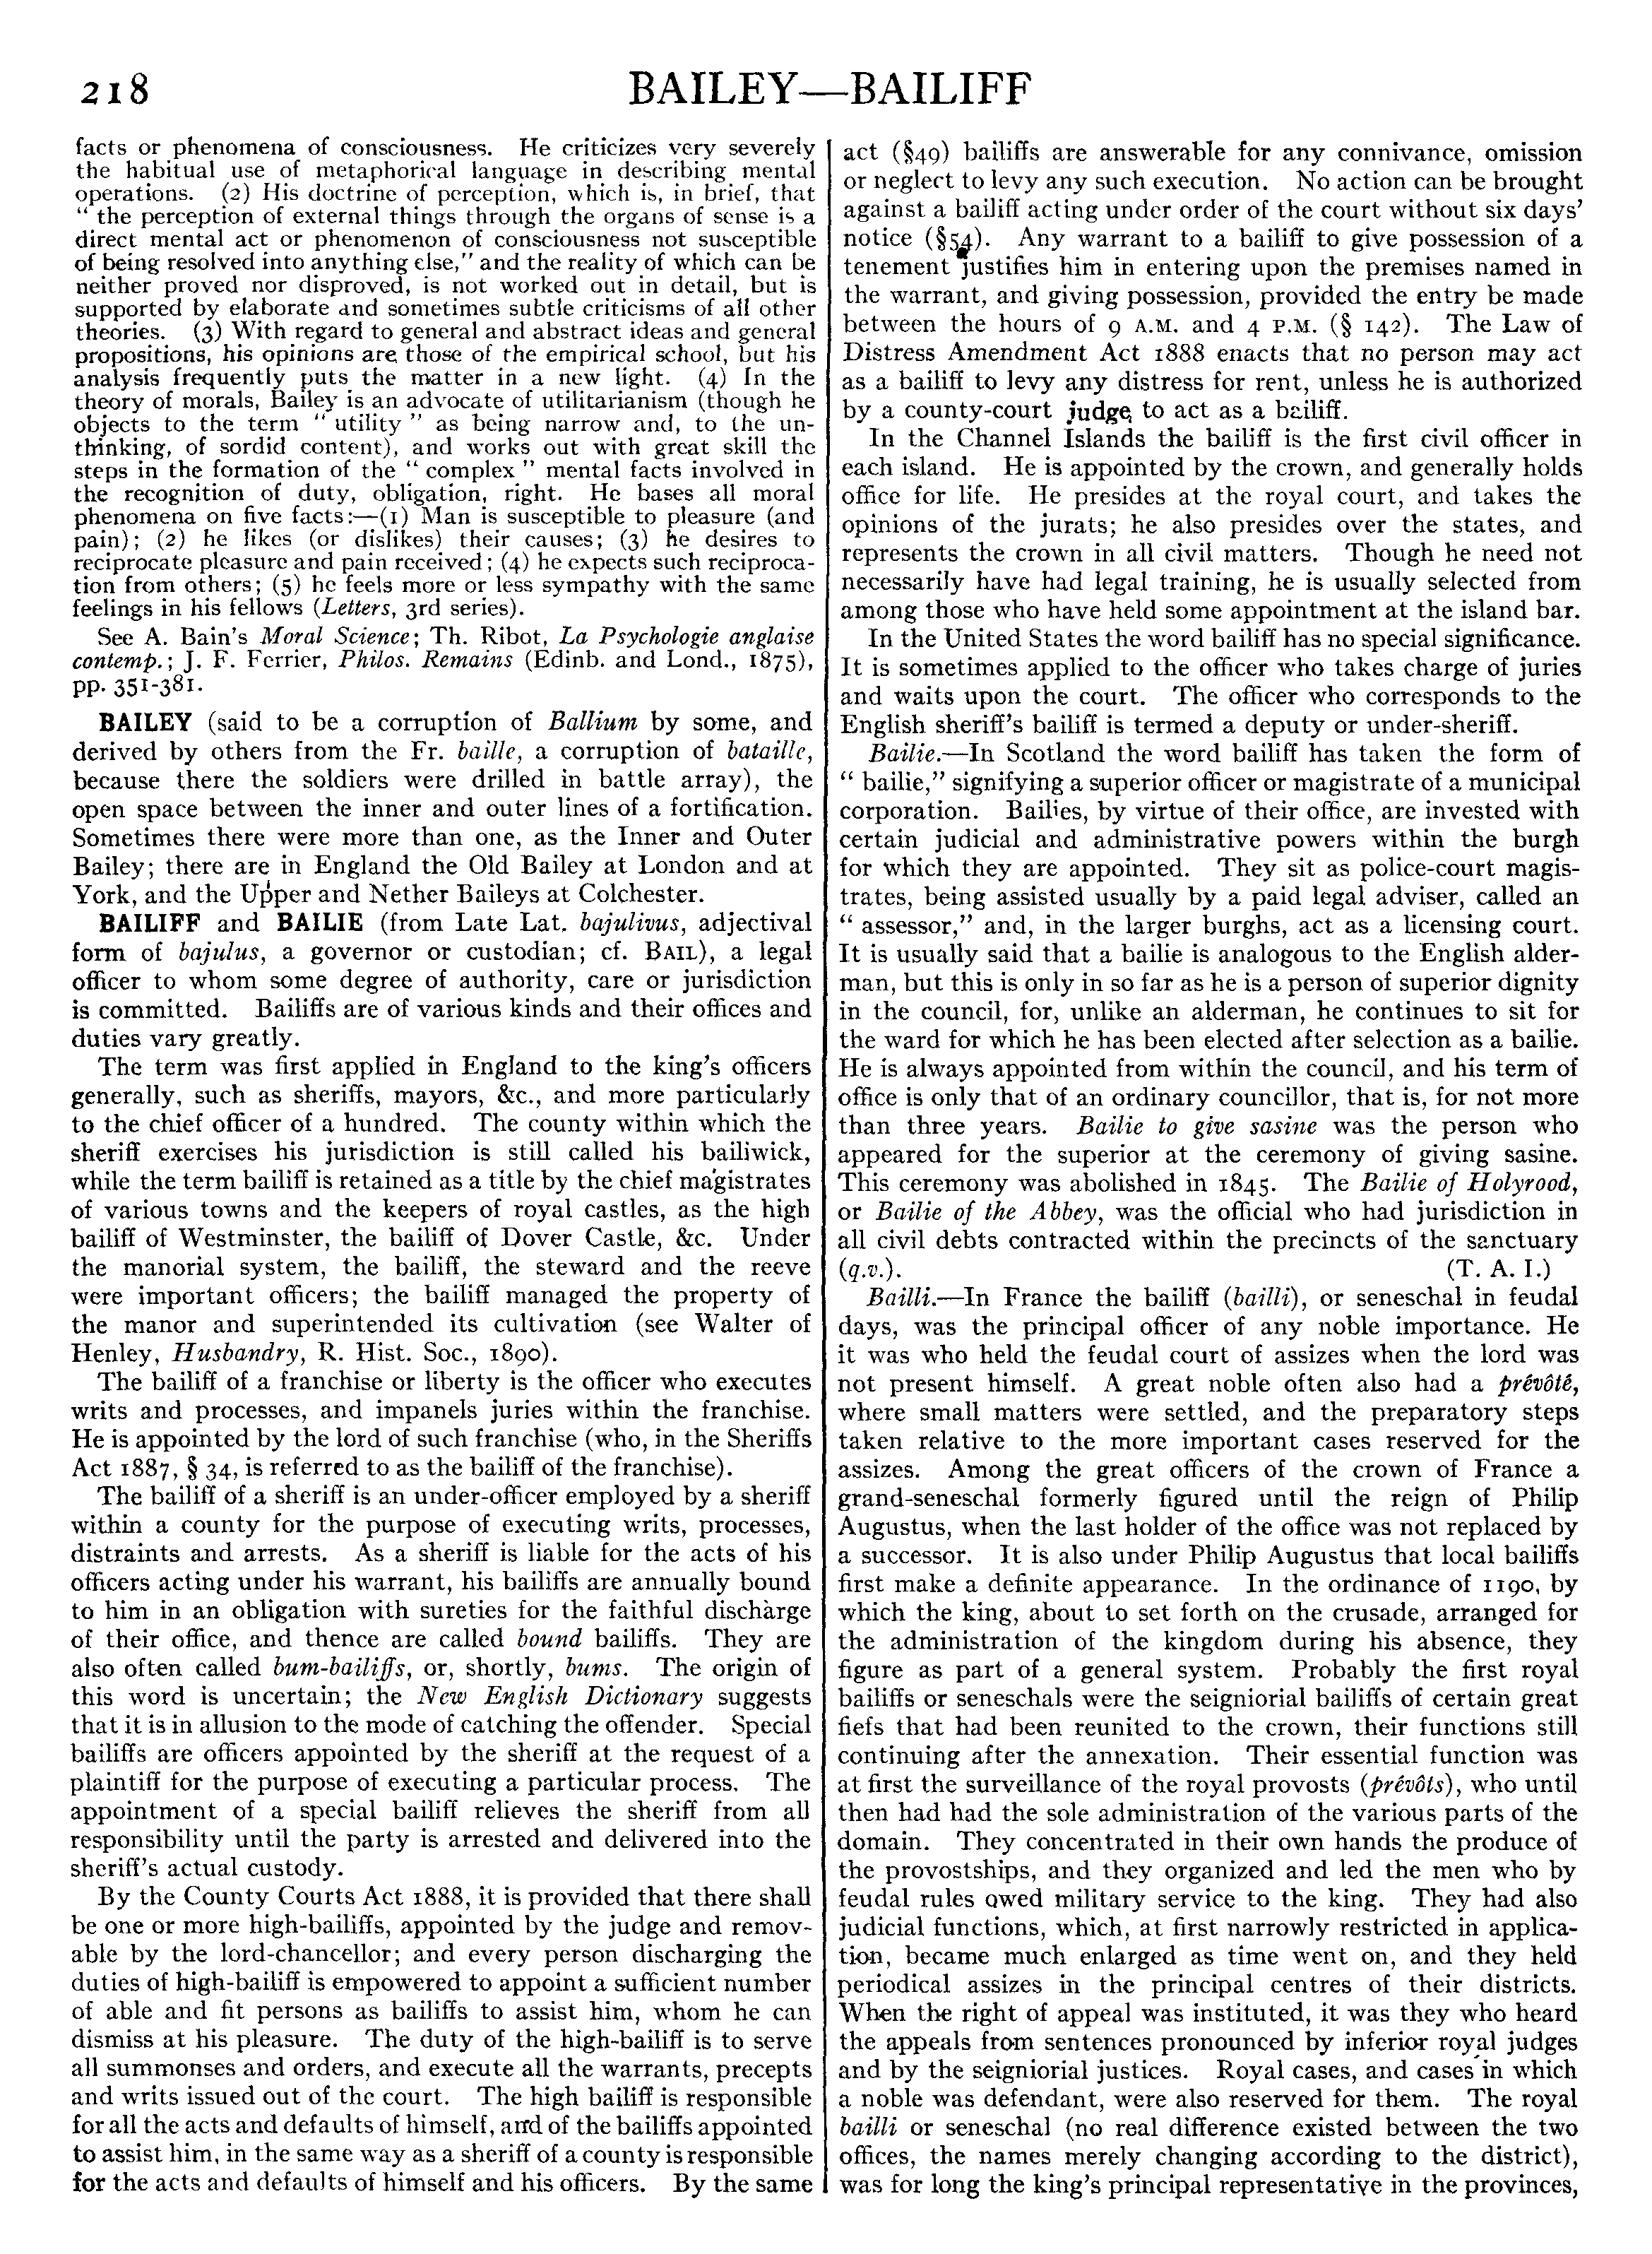 218
BAILEY—BAILIFF
facts or phenomena of consciousness. He criticizes very severely
the habitual use of metaphorical language in describing mental
operations. (2) His doctrine of perception, which is, in brief, that
“ the perception of external things through the organs of sense is a
direct mental act or phenomenon of consciousness not susceptible
of being resolved into anything else,” and the reality of which can be
neither proved nor disproved, is not worked out in detail, but is
supported by elaborate and sometimes subtle criticisms of all other
theories. (3) With regard to general and abstract ideas and general
propositions, his opinions are those of the empirical school, but his
analysis frequently puts the matter in a new light. (4) In the
theory of morals, Bailey is an advocate of utilitarianism (though he
objects to the term “ utility ” as being narrow and, to the un-
thinking, of sordid content), and works out with great skill the
steps in the formation of the “ complex ” mental facts involved in
the recognition of duty, obligation, right. He bases all moral
phenomena on five facts:—(1) Man is susceptible to pleasure (and
pain); (2) he likes (or dislikes) their causes; (3) he desires to
reciprocate pleasure and pain received; (4) he expects such reciproca-
tion from others; (5) he feels more or less sympathy with the same
feelings in his fellows (Letters, 3rd series).
See A. Bain’s Moral Science; Th. Ribot, La Psychologie anglaise
contemp.; J. F. Ferrier, Philos. Remains (Edinb. and Lond., 1875),
pp. 351-381.
BAILEY (said to be a corruption of Ballium by some, and
derived by others from the Fr. baille, a corruption of bataille,
because there the soldiers were drilled in battle array), the
open space between the inner and outer lines of a fortification.
Sometimes there were more than one, as the Inner and Outer
Bailey; there are in England the Old Bailey at London and at
York, and the Upper and Nether Baileys at Colchester.
BAILIFF and BAILIE (from Late Lat. bajulivus, adjectival
form of bajulus, a governor or custodian; cf. BAIL), a legal
officer to whom some degree of authority, care or jurisdiction
is committed. Bailiffs are of various kinds and their offices and
duties vary greatly.
The term was first applied in England to the king’s officers
generally, such as sheriffs, mayors, &c., and more particularly
to the chief officer of a hundred. The county within which the
sheriff exercises his jurisdiction is still called his bailiwick,
while the term bailiff is retained as a title by the chief magistrates
of various towns and the keepers of royal castles, as the high
bailiff of Westminster, the bailiff of Dover Castle, &c. Under
the manorial system, the bailiff, the steward and the reeve
were important officers; the bailiff managed the property of
the manor and superintended its cultivation (see Walter of
Henley, Husbandry, R. Hist. Soc., 1890).
The bailiff of a franchise or liberty is the officer who executes
writs and processes, and impanels juries within the franchise.
He is appointed by the lord of such franchise (who, in the Sheriffs
Act 1887, § 34, is referred to as the bailiff of the franchise).
The bailiff of a sheriff is an under-officer employed by a sheriff
within a county for the purpose of executing writs, processes,
distraints and arrests. As a sheriff is liable for the acts of his
officers acting under his warrant, his bailiffs are annually bound
to him in an obligation with sureties for the faithful discharge
of their office, and thence are called bound bailiffs. They are
also often called bum-bailiffs, or, shortly, bums. The origin of
this word is uncertain; the New English Dictionary suggests
that it is in allusion to the mode of catching the offender. Special
bailiffs are officers appointed by the sheriff at the request of a
plaintiff for the purpose of executing a particular process. The
appointment of a special bailiff relieves the sheriff from all
responsibility until the party is arrested and delivered into the
sheriff’s actual custody.
By the County Courts Act 1888, it is provided that there shall
be one or more high-bailiffs, appointed by the judge and remov-
able by the lord-chancellor; and every person discharging the
duties of high-bailiff is empowered to appoint a sufficient number
of able and fit persons as bailiffs to assist him, whom he can
dismiss at his pleasure. The duty of the high-bailiff is to serve
all summonses and orders, and execute all the warrants, precepts
and writs issued out of the court. The high bailiff is responsible
for all the acts and defaults of himself, and of the bailiffs appointed
to assist him, in the same way as a sheriff of a county is responsible
for the acts and defaults of himself and his officers. By the same
act (§49) bailiffs are answerable for any connivance, omission
or neglect to levy any such execution. No action can be brought
against a bailiff acting under order of the court without six days’
notice (§54). Any warrant to a bailiff to give possession of a
tenement justifies him in entering upon the premises named in
the warrant, and giving possession, provided the entry be made
between the hours of 9 A.M. and 4 P.M. (§ 142). The Law of
Distress Amendment Act 1888 enacts that no person may act
as a bailiff to levy any distress for rent, unless he is authorized
by a county-court judge to act as a bailiff.
In the Channel Islands the bailiff is the first civil officer in
each island. He is appointed by the crown, and generally holds
office for life. He presides at the royal court, and takes the
opinions of the jurats; he also presides over the states, and
represents the crown in all civil matters. Though he need not
necessarily have had legal training, he is usually selected from
among those who have held some appointment at the island bar.
In the United States the word bailiff has no special significance.
It is sometimes applied to the officer who takes charge of juries
and waits upon the court. The officer who corresponds to the
English sheriff’s bailiff is termed a deputy or under-sheriff.
Bailie.—In Scotland the word bailiff has taken the form of
“ bailie,” signifying a superior officer or magistrate of a municipal
corporation. Bailies, by virtue of their office, are invested with
certain judicial and administrative powers within the burgh
for which they are appointed. They sit as police-court magis-
trates, being assisted usually by a paid legal adviser, called an
“ assessor,” and, in the larger burghs, act as a licensing court.
It is usually said that a bailie is analogous to the English alder-
man, but this is only in so far as he is a person of superior dignity
in the council, for, unlike an alderman, he continues to sit for
the ward for which he has been elected after selection as a bailie.
He is always appointed from within the council, and his term of
office is only that of an ordinary councillor, that is, for not more
than three years. Bailie to give sasine was the person who
appeared for the superior at the ceremony of giving sasine.
This ceremony was abolished in 1845. The Bailie of Holyrood,
or Bailie of the Abbey, was the official who had jurisdiction in
all civil debts contracted within the precincts of the sanctuary
(q.v.). (T. A. I.)
Bailli.—In France the bailiff (bailli), or seneschal in feudal
days, was the principal officer of any noble importance. He
it was who held the feudal court of assizes when the lord was
not present himself. A great noble often also had a prévôté,
where small matters were settled, and the preparatory steps
taken relative to the more important cases reserved for the
assizes. Among the great officers of the crown of France a
grand-seneschal formerly figured until the reign of Philip
Augustus, when the last holder of the office was not replaced by
a successor. It is also under Philip Augustus that local bailiffs
first make a definite appearance. In the ordinance of 1190, by
which the king, about to set forth on the crusade, arranged for
the administration of the kingdom during his absence, they
figure as part of a general system. Probably the first royal
bailiffs or seneschals were the seigniorial bailiffs of certain great
fiefs that had been reunited to the crown, their functions still
continuing after the annexation. Their essential function was
at first the surveillance of the royal provosts (prévôts), who until
then had had the sole administration of the various parts of the
domain. They concentrated in their own hands the produce of
the provostships, and they organized and led the men who by
feudal rules owed military service to the king. They had also
judicial functions, which, at first narrowly restricted in applica-
tion, became much enlarged as time went on, and they held
periodical assizes in the principal centres of their districts.
When the right of appeal was instituted, it was they who heard
the appeals from sentences pronounced by inferior royal judges
and by the seigniorial justices. Royal cases, and cases in which
a noble was defendant, were also reserved for them. The royal
bailli or seneschal (no real difference existed between the two
offices, the names merely changing according to the district),
was for long the king’s principal representative in the provinces,